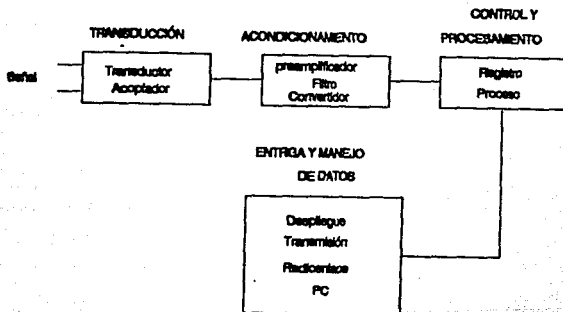 CONTROL Y
PROCESAMIENTO
TRANSDUCCIÓN
ACONDICIONAMIENTO
Señal
Transductor
Acoplador
preamplificador
Filtro
Convertidor
Registro
Proceso
ENTRGA Y MANEJO
DE DATOS
Despliegue
Transmisión
Radioenlace
PC